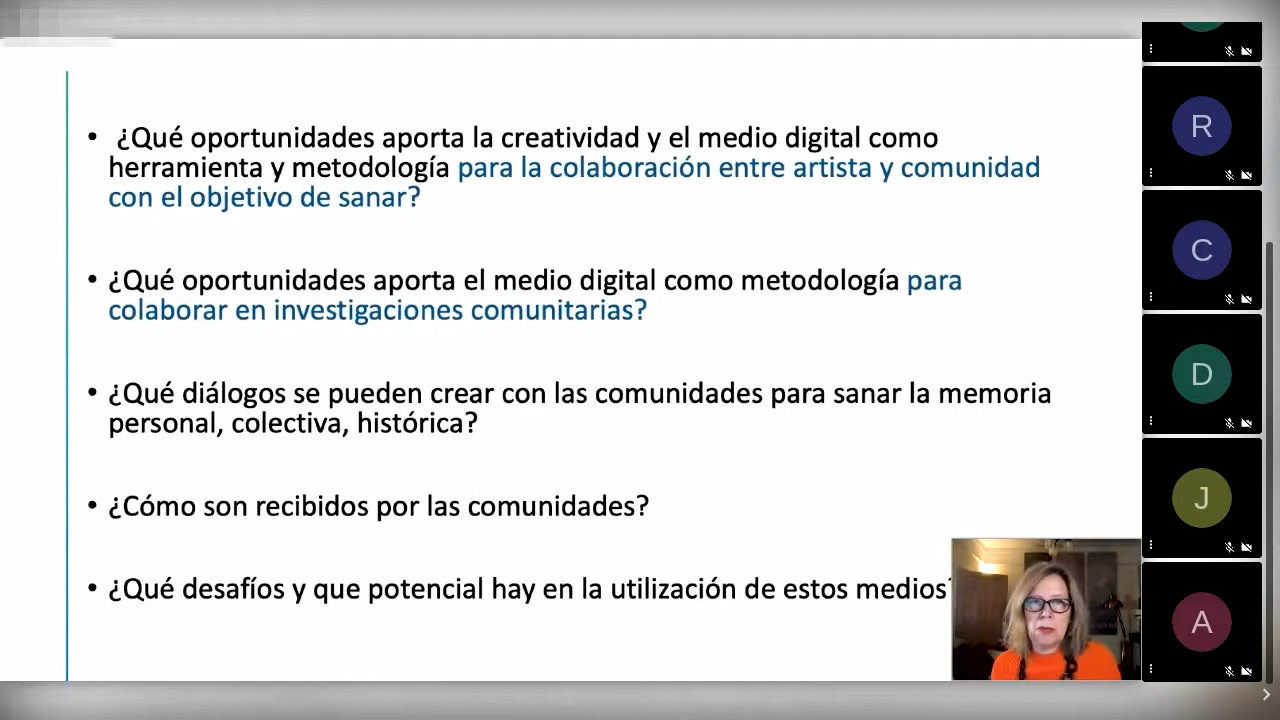 • ¿Qué oportunidades aporta la creatividad y el medio digital como
herramienta y metodología para la colaboración entre artista y comunidad
con el objetivo de sanar?
• ¿Qué oportunidades aporta el medio digital como metodología para
colaborar en investigaciones comunitarias?
• ¿Qué diálogos se pueden crear con las comunidades para sanar la memoria
personal, colectiva, histórica?
• ¿Cómo son recibidos por las comunidades?
• ¿Qué desafíos y que potencial hay en la utilización de estos medios?
R
C
D
J
A